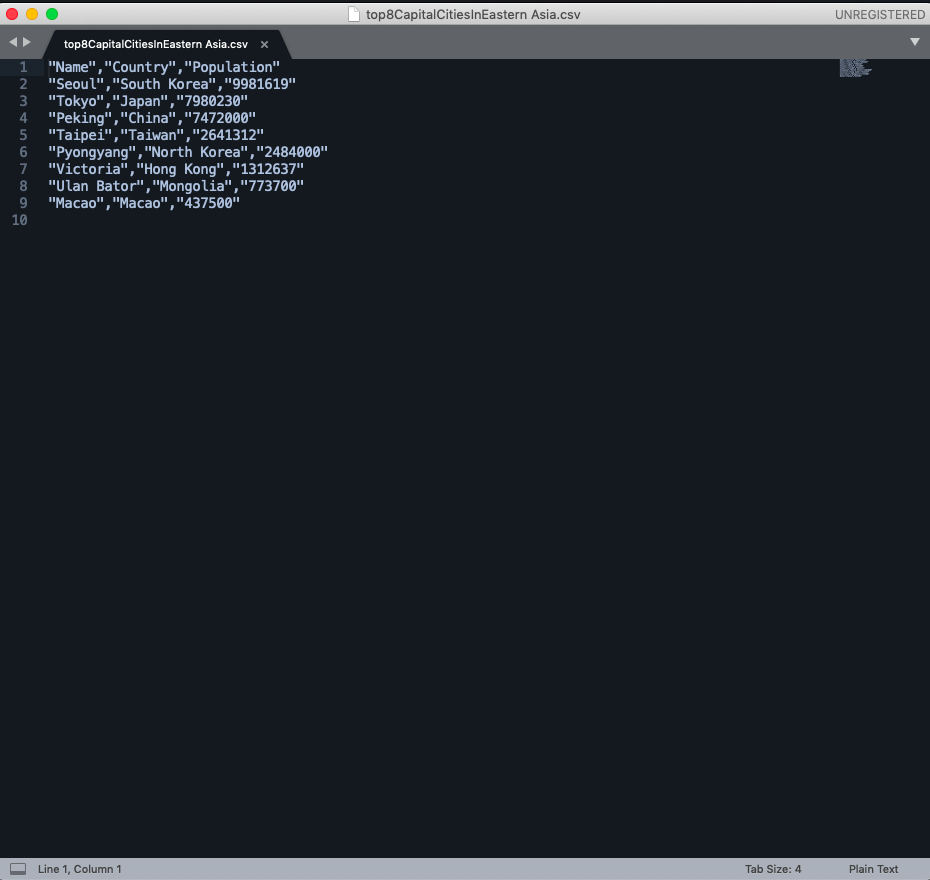 top8CapitalCitiesInEastern Asia.csv
UNREGISTERED
top8CapitalCitiesInEastern Asia.csv ×
1 "Name","Country","Population"
2 "Seoul","South Korea","9981619"
3 "Tokyo","Japan","7980230"
4 "Peking","China","7472000"
5 "Taipei","Taiwan","2641312"
6 "Pyongyang","North Korea","2484000"
7 "Victoria","Hong Kong","1312637"
8 "Ulan Bator","Mongolia","773700"
9 "Macao","Macao","437500"
10
Line 1, Column 1
Tab Size: 4
Plain Text